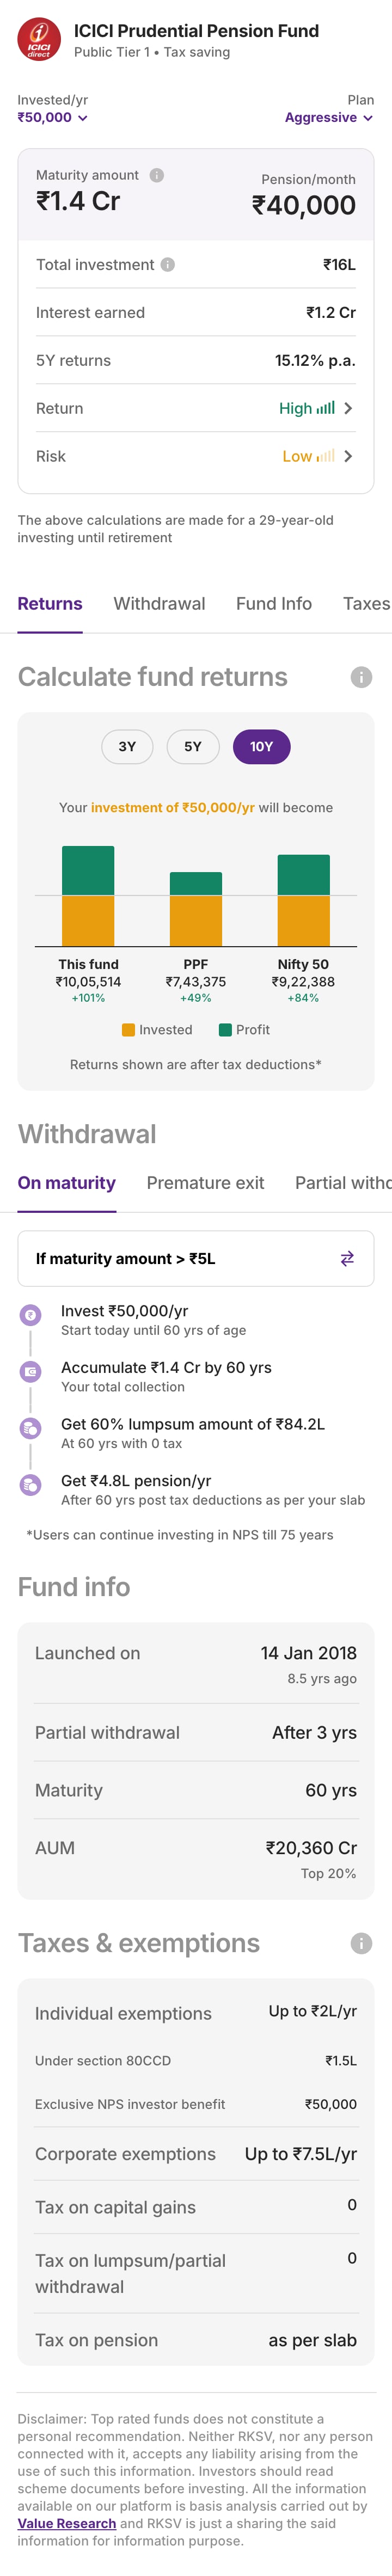 ICICI
direct
ICICI Prudential Pension Fund
Public Tier 1 • Tax saving
Invested/yr
Plan
₹50,000
Aggressive
Maturity amount
Pension/month
₹1.4 Cr
₹40,000
Total investment
₹16L
Interest earned
₹1.2 Cr
5Y returns
15.12% p.a.
Return
High
Risk
Low
The above calculations are made for a 29-year-old
investing until retirement
Returns
Withdrawal
Fund Info
Taxes
Calculate fund returns
3Y
5Y
10Y
Your investment of ₹50,000/yr will become
This fund
PPF
Nifty 50
₹10,05,514
₹7,43,375
₹9,22,388
+101%
+49%
+84%
Invested
Profit
Returns shown are after tax deductions*
Withdrawal
On maturity
Premature exit
Partial withd
If maturity amount > ₹5L
Invest ₹50,000/yr
Start today until 60 yrs of age
Accumulate ₹1.4 Cr by 60 yrs
Your total collection
Get 60% lumpsum amount of ₹84.2L
At 60 yrs with 0 tax
Get ₹4.8L pension/yr
After 60 yrs post tax deductions as per your slab
*Users can continue investing in NPS till 75 years
Fund info
Launched on
14 Jan 2018
8.5 yrs ago
Partial withdrawal
After 3 yrs
Maturity
60 yrs
AUM
₹20,360 Cr
Top 20%
Taxes & exemptions
Individual exemptions
Up to ₹2L/yr
Under section 80CCD
₹1.5L
Exclusive NPS investor benefit
₹50,000
Corporate exemptions
Up to ₹7.5L/yr
Tax on capital gains
0
Tax on lumpsum/partial
withdrawal
0
Tax on pension
as per slab
Disclaimer: Top rated funds does not constitute a
personal recommendation. Neither RKSV, nor any person
connected with it, accepts any liability arising from the
use of such this information. Investors should read
scheme documents before investing. All the information
available on our platform is basis analysis carried out by
Value Research and RKSV is just a sharing the said
information for information purpose.